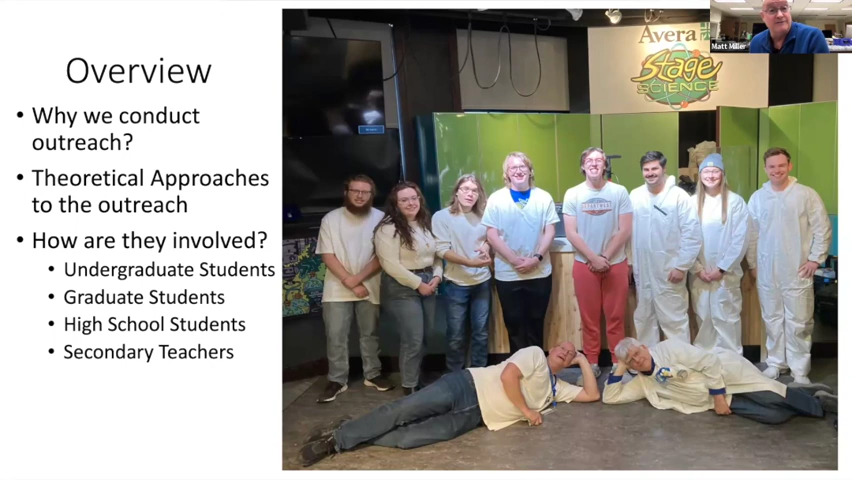 Overview
• Why we conduct
outreach?
• Theoretical Approaches
to the outreach
• How are they involved?
• Undergraduate Students
• Graduate Students
• High School Students
• Secondary Teachers
Avera
Stage
SCIENCE
Matt Miller